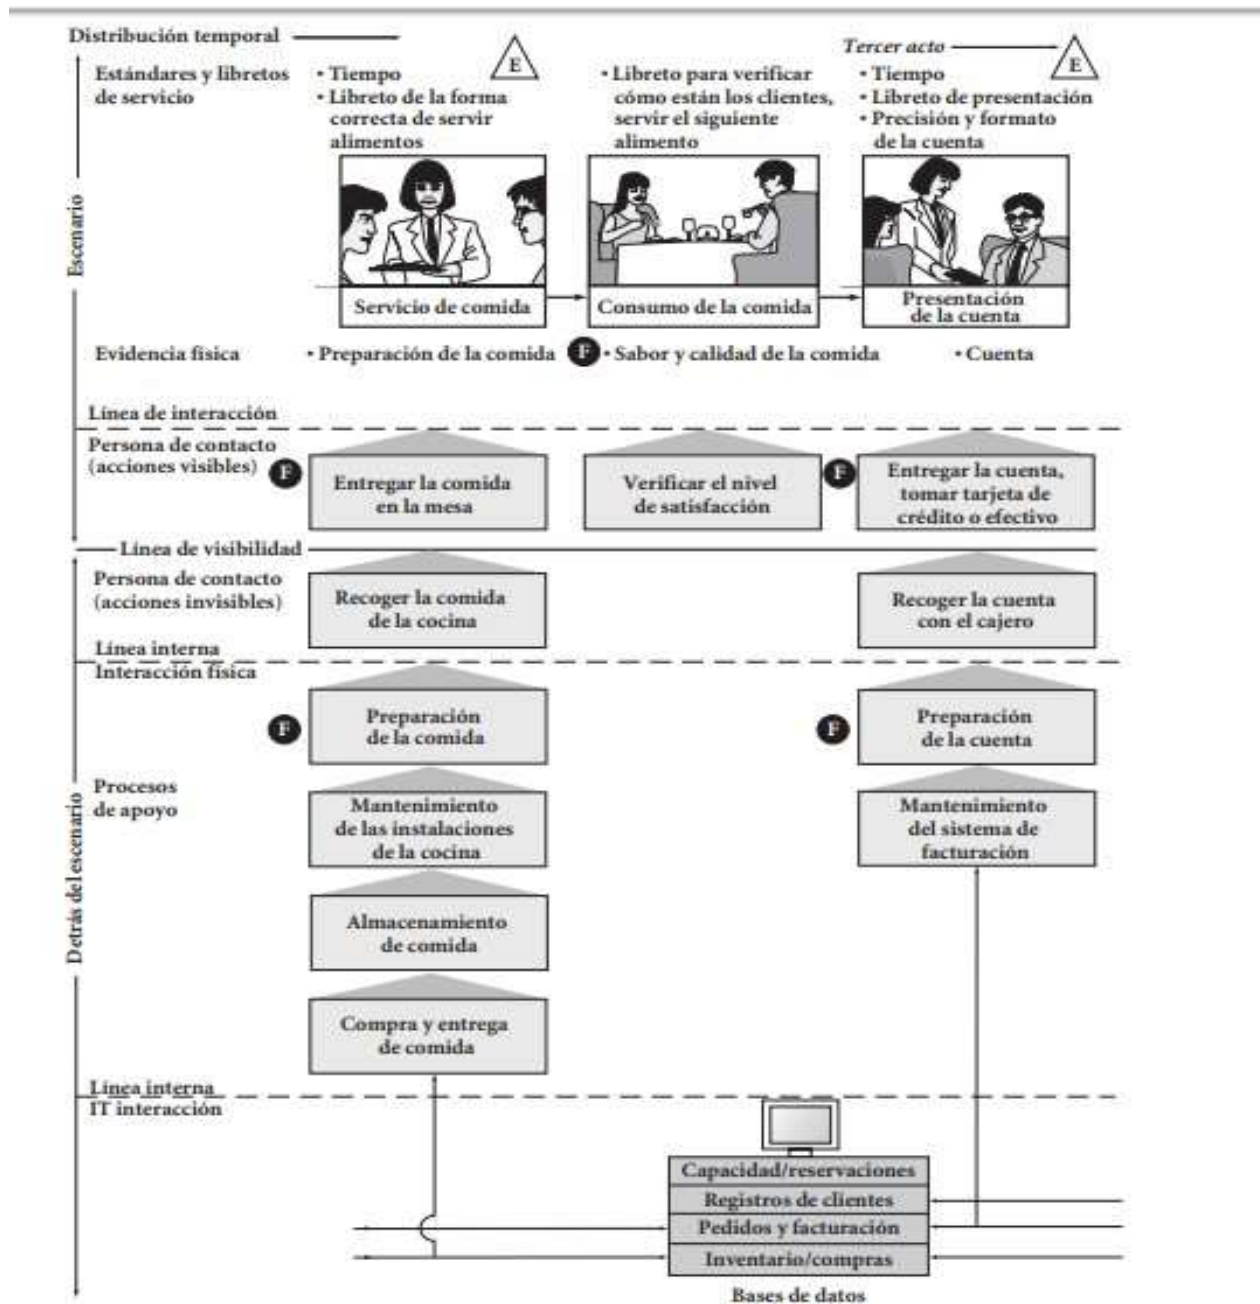 Distribución temporal
Tercer acto
Estándares y libretos
de servicio
• Tiempo
• Libreto de la forma
correcta de servir
alimentos
E
• Libreto para verificar
cómo están los clientes,
servir el siguiente
alimento
• Tiempo
• Libreto de presentación
• Precisión y formato
de la cuenta
E
Escenario
Servicio de comida
Consumo de la comida
Presentación
de la cuenta
Evidencia física
• Preparación de la comida
F
• Sabor y calidad de la comida
• Cuenta
Línea de interacción
Persona de contacto
(acciones visibles)
F
Entregar la comida
en la mesa
Verificar el nivel
de satisfacción
F
Entregar la cuenta,
tomar tarjeta de
crédito o efectivo
Línea de visibilidad
Persona de contacto
(acciones invisibles)
Recoger la comida
de la cocina
Recoger la cuenta
con el cajero
Línea interna
Interacción física
F
Preparación
de la comida
F
Preparación
de la cuenta
Detrás del escenario
Procesos
de apoyo
Mantenimiento
de las instalaciones
de la cocina
Mantenimiento
del sistema de
facturación
Almacenamiento
de comida
Compra y entrega
de comida
Línea interna
IT interacción
Capacidad/reservaciones
Registros de clientes
Pedidos y facturación
Inventario/compras
Bases de datos